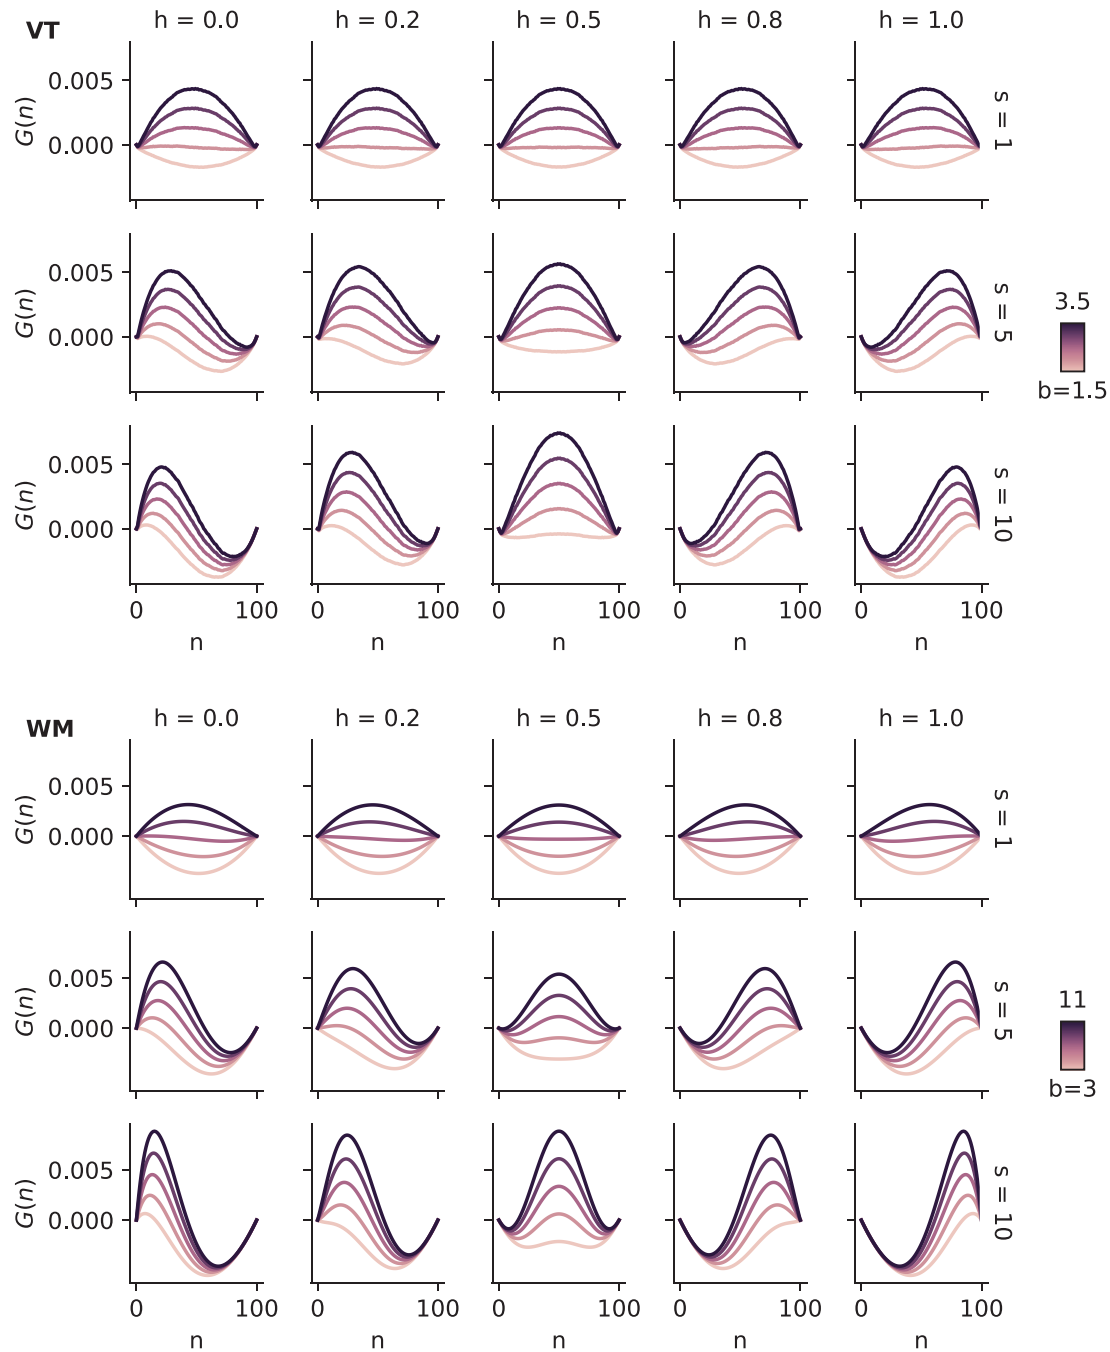 VT
h = 0.0 h = 0.2 h = 0.5 h = 0.8 h = 1.0
0.005
0.000
G(n)
s = 1
0.005
0.000
G(n)
s = 5
3.5
b=1.5
0.005
0.000
G(n)
s = 10
0 100 0 100 0 100 0 100 0 100
n n n n n
WM
h = 0.0 h = 0.2 h = 0.5 h = 0.8 h = 1.0
0.005
0.000
G(n)
s = 1
0.005
0.000
G(n)
s = 5
11
b=3
0.005
0.000
G(n)
s = 10
0 100 0 100 0 100 0 100 0 100
n n n n n